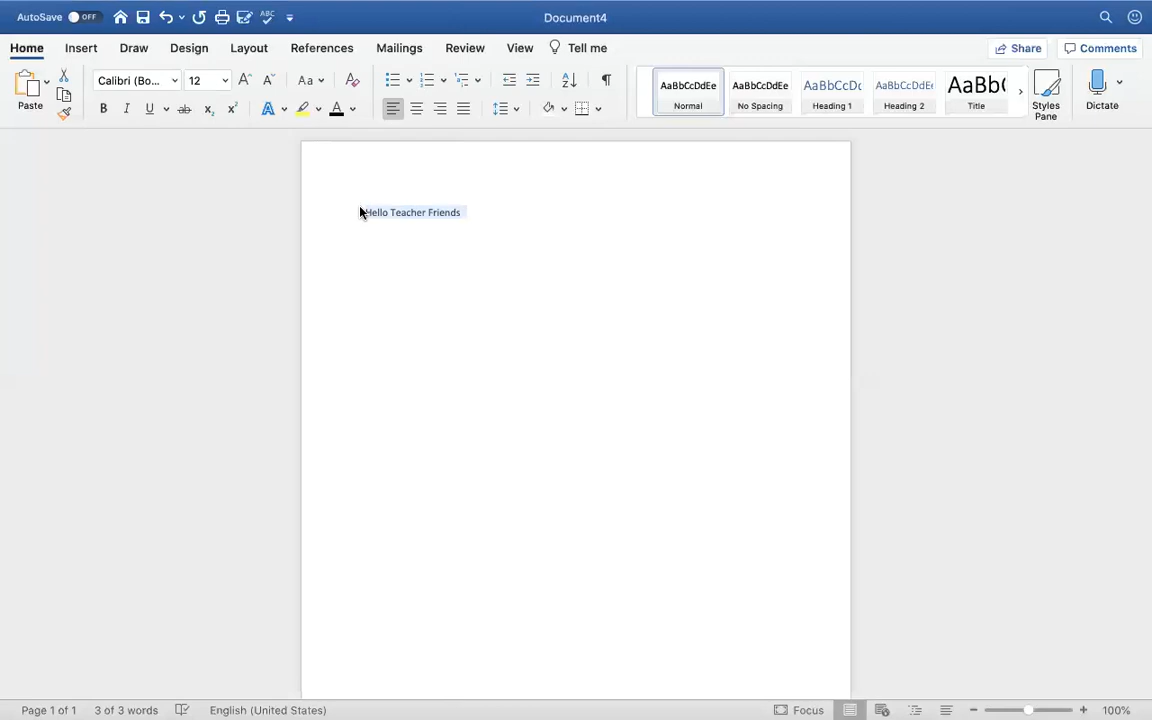 AutoSave OFF Document4
Home Insert Draw Design Layout References Mailings Review View Tell me Share Comments
Paste Calibri (Bo... 12 Aa AaBbCcDdEe Normal AaBbCcDdEe No Spacing AaBbCcDc Heading 1 AaBbCcDdEe Heading 2 AaBb( Title Styles Pane Dictate
Hello Teacher Friends
Page 1 of 1 3 of 3 words English (United States) Focus 100%